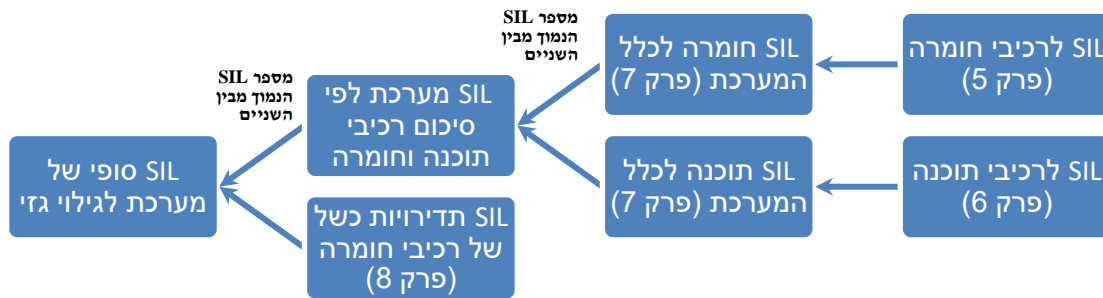 SIL לרכיבי חומרה
(פרק 5)
SIL חומרה לכלל
המערכת (פרק 7)
מספר SIL
הנמוך מבין
השניים
SIL לרכיבי תוכנה
(פרק 6)
SIL תוכנה לכלל
המערכת (פרק 7)
SIL מערכת לפי
סיכום רכיבי
תוכנה וחומרה
מספר SIL
הנמוך מבין
השניים
SIL תדירויות כשל
של רכיבי חומרה
(פרק 8)
SIL סופי של
מערכת לגילוי גזי